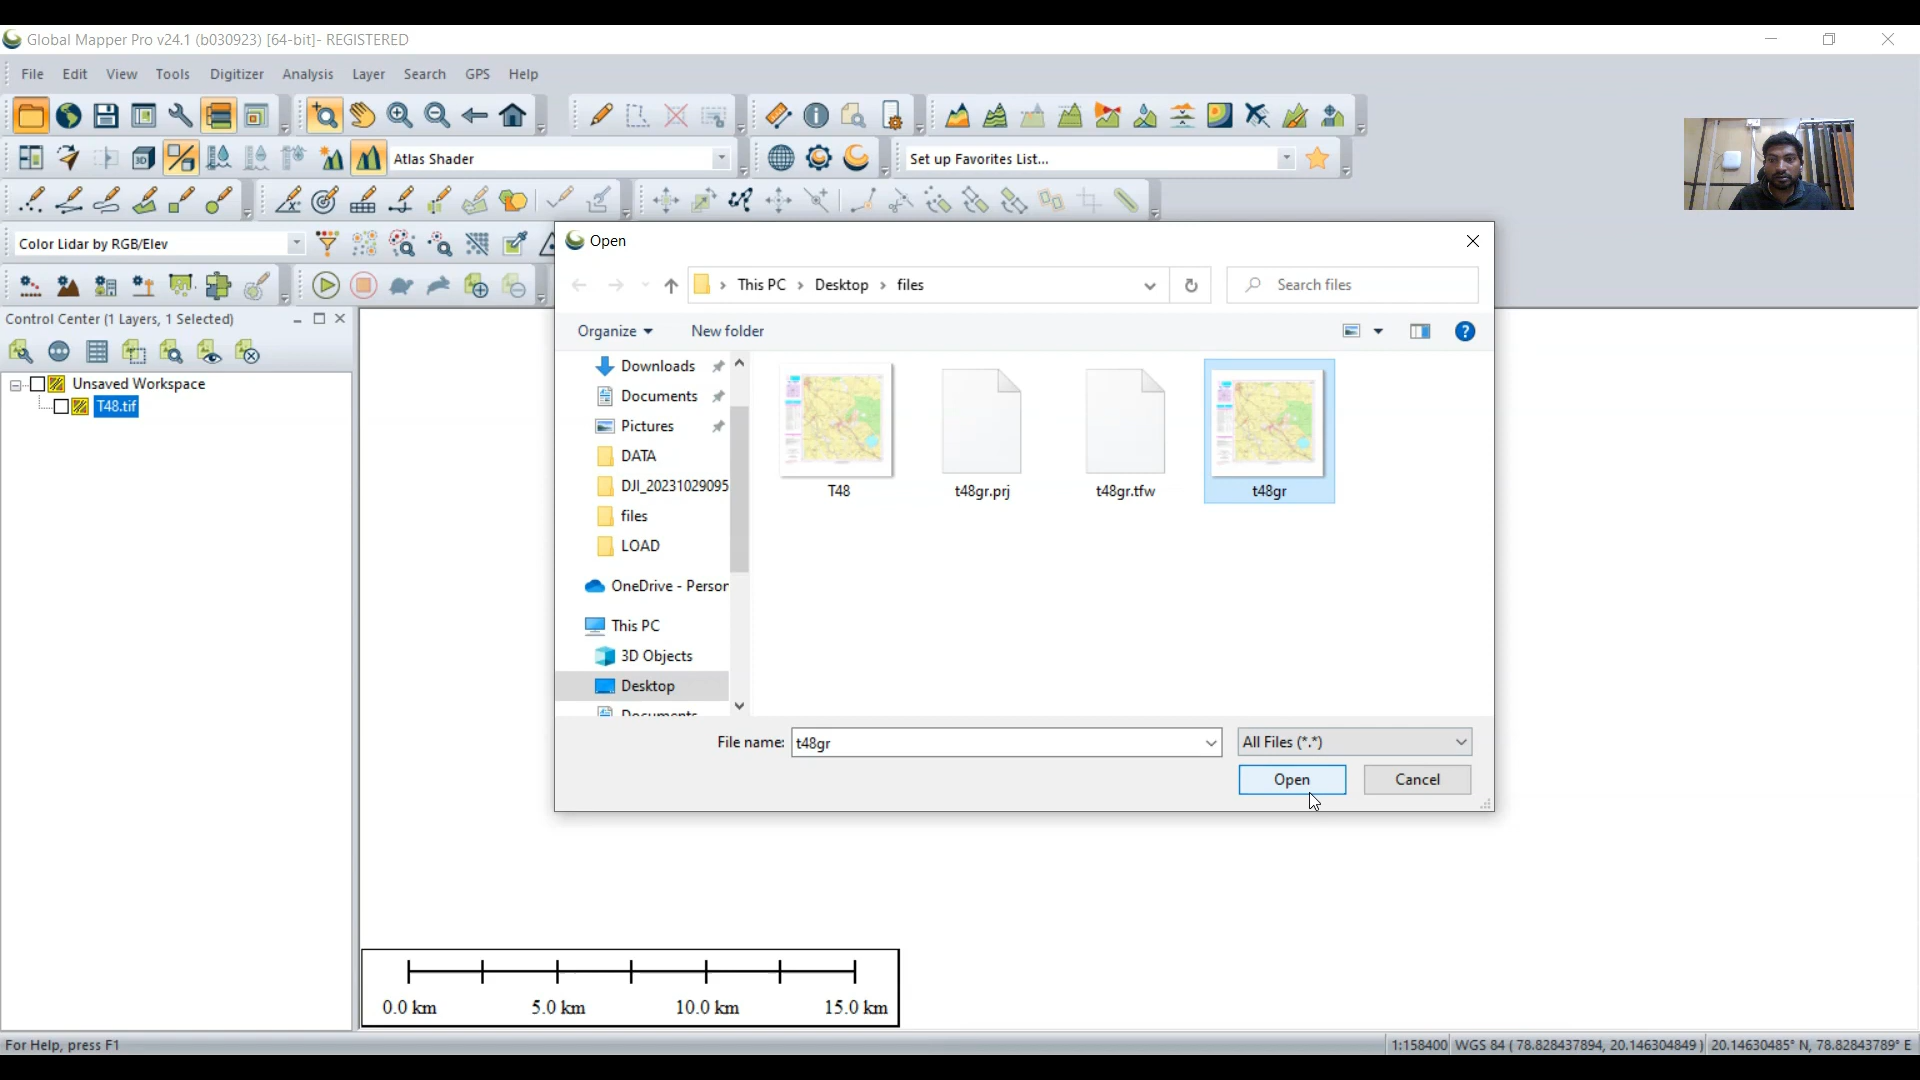 Global Mapper Pro v24.1 (b030923) [64-bit]- REGISTERED
File Edit View Tools Digitizer Analysis Layer Search GPS Help
Atlas Shader
Set up Favorites List...
Color Lidar by RGB/Elev
Control Center (1 Layers, 1 Selected)
Unsaved Workspace
T48.tif
Open
This PC > Desktop > files
Search files
Organize New folder
Downloads
Documents
Pictures
DATA
DJI_20231029095
files
LOAD
OneDrive - Person
This PC
3D Objects
Desktop
Documents
T48 t48gr.prj t48gr.tfw t48gr
File name: t48gr
All Files (*.*)
Open Cancel
0.0 km 5.0 km 10.0 km 15.0 km
For Help, press F1
1:158400 WGS 84 ( 78.828437894, 20.146304849 ) 20.14630485° N, 78.82843789° E